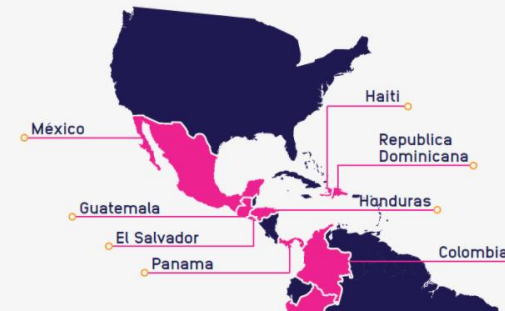 Haiti
México
Republica
Dominicana
Guatemala
Honduras
El Salvador
Panama
Colombia